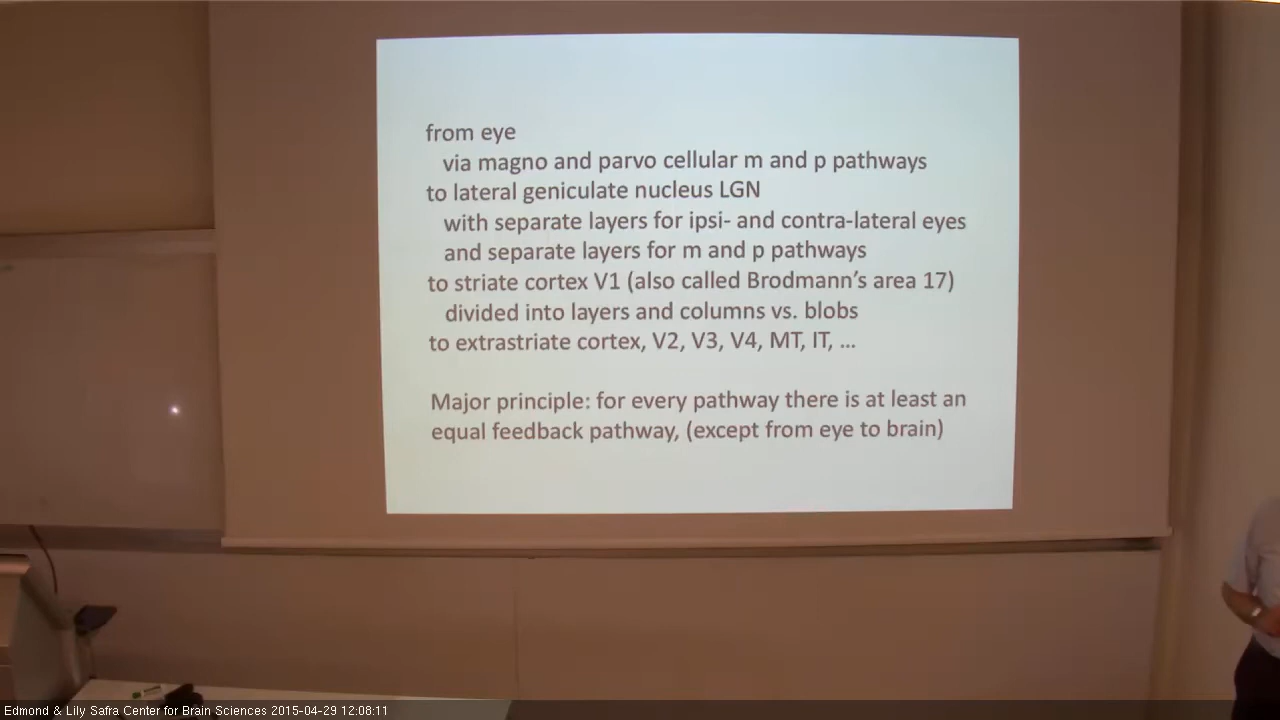 from eye
via magno and parvo cellular m and p pathways
to lateral geniculate nucleus LGN
with separate layers for ipsi- and contra-lateral eyes
and separate layers for m and p pathways
to striate cortex V1 (also called Brodmann's area 17)
divided into layers and columns vs. blobs
to extrastriate cortex, V2, V3, V4, MT, IT, ...
Major principle: for every pathway there is at least an
equal feedback pathway, (except from eye to brain)
Edmond & Lily Safra Center for Brain Sciences 2015-04-29 12:08:11